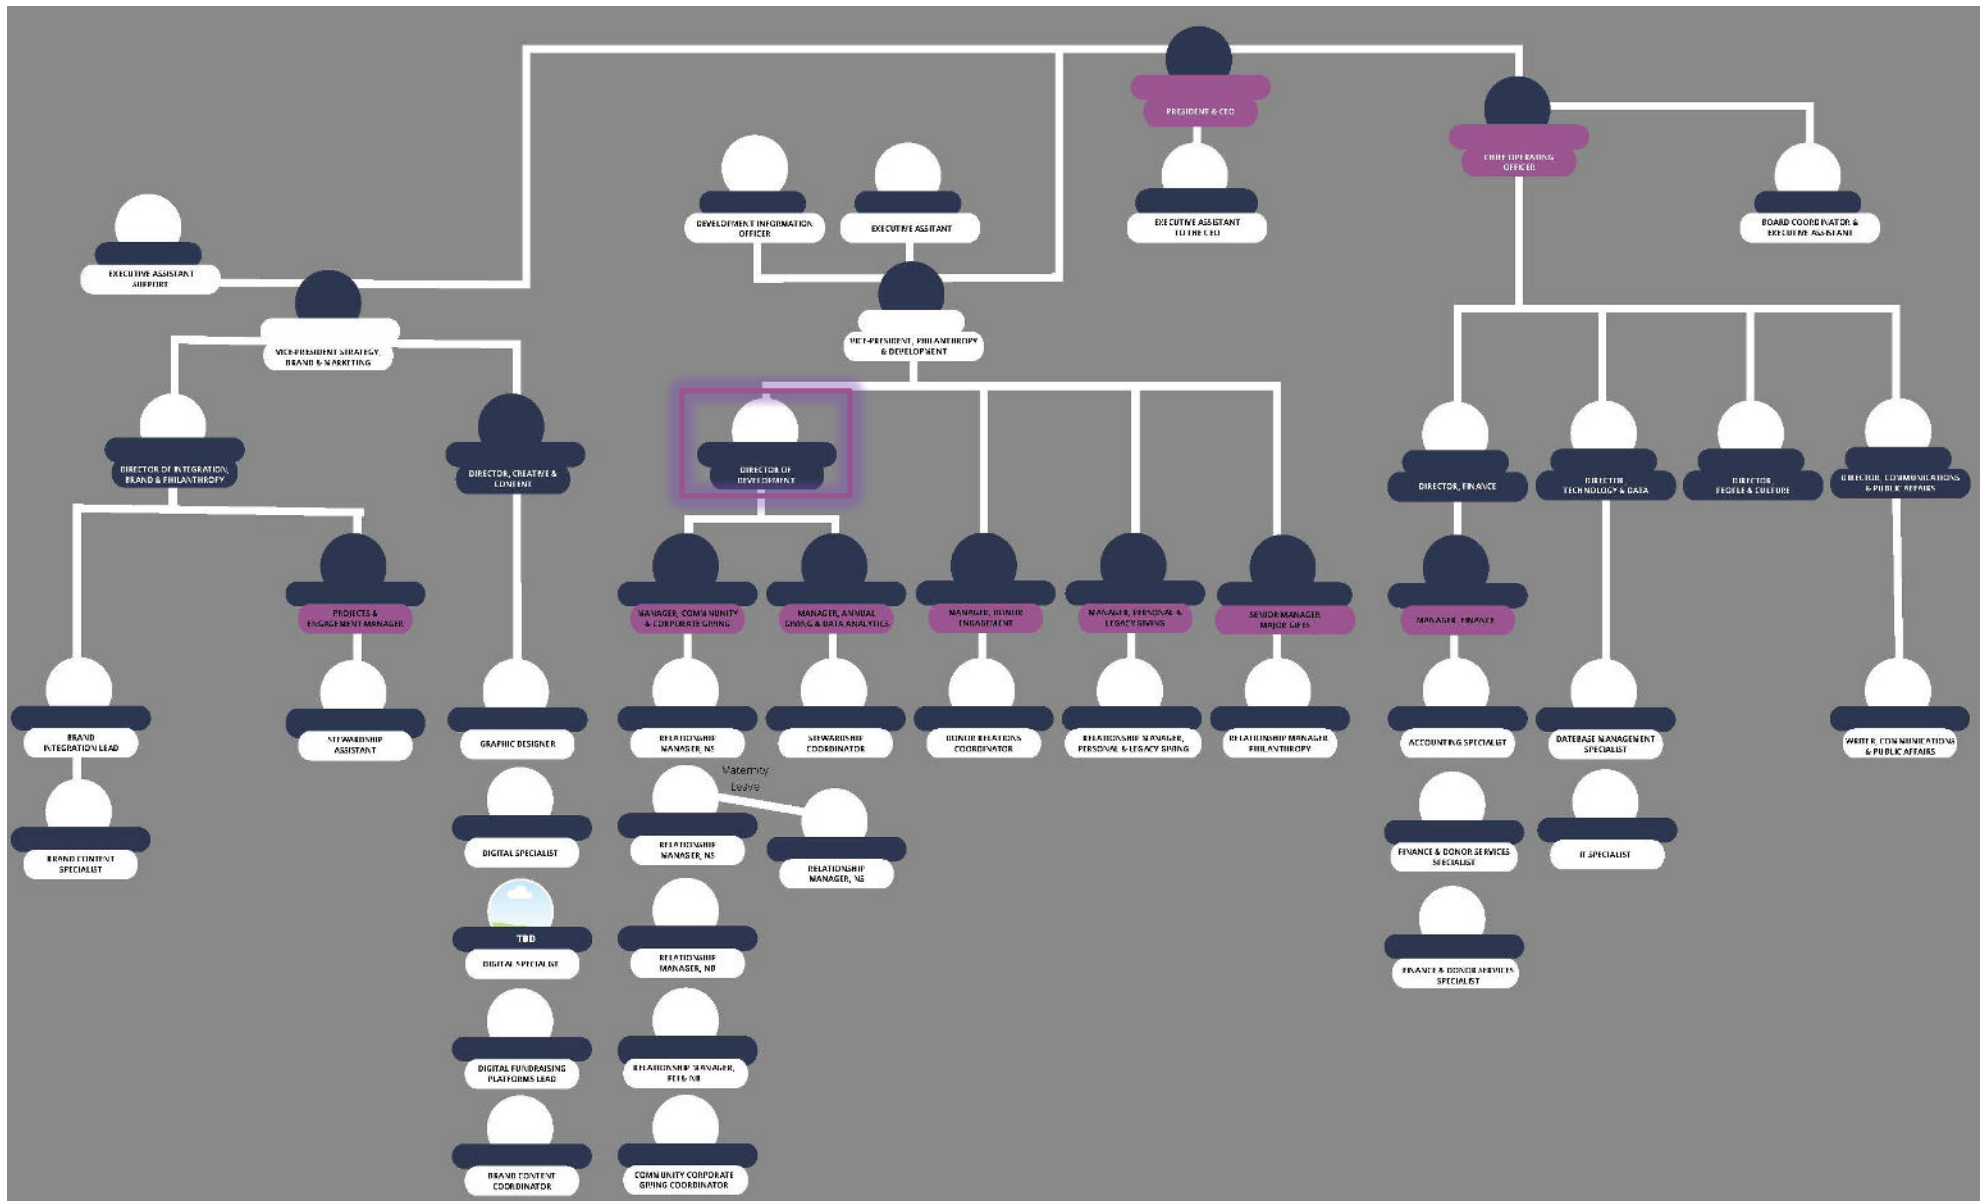 PRESIDENT & CEO
CHIEF OPERATING
OFFICER
DEVELOPMENT INFORMATION
OFFICER
EXECUTIVE ASSITANT
EXECUTIVE ASSISTANT
TO THE CEO
BOARD COORDINATOR &
EXECUTIVE ASSISTANT
EXECUTIVE ASSISTANT
SUPPORT
VICE-PRESIDENT STRATEGY,
BRAND & MARKETING
VICE-PRESIDENT, PHILANTHROPY
& DEVELOPMENT
DIRECTOR OF INTEGRATION,
BRAND & PHILANTHROPY
DIRECTOR, CREATIVE &
CONTENT
DIRECTOR OF
DEVELOPMENT
DIRECTOR, FINANCE
DIRECTOR,
TECHNOLOGY & DATA
DIRECTOR,
PEOPLE & CULTURE
DIRECTOR, COMMUNICATIONS
& PUBLIC AFFAIRS
PROJECTS &
ENGAGEMENT MANAGER
MANAGER, COMMUNITY
& CORPORATE GIVING
MANAGER, ANNUAL
GIVING & DATA ANALYTICS
MANAGER, DONOR
ENGAGEMENT
MANAGER, PERSONAL &
LEGACY GIVING
SENIOR MANAGER
MAJOR GIFTS
MANAGER, FINANCE
BRAND
INTEGRATION LEAD
STEWARDSHIP
ASSISTANT
GRAPHIC DESIGNER
RELATIONSHIP
MANAGER, NS
STEWARDSHIP
COORDINATOR
DONOR RELATIONS
COORDINATOR
RELATIONSHIP MANAGER,
PERSONAL & LEGACY GIVING
RELATIONSHIP MANAGER
PHILANTHROPY
ACCOUNTING SPECIALIST
DATEBASE MANAGEMENT
SPECIALIST
WRITER, COMMUNICATIONS
& PUBLIC AFFAIRS
Maternity
Leave
BRAND CONTENT
SPECIALIST
DIGITAL SPECIALIST
RELATIONSHIP
MANAGER, NS
RELATIONSHIP
MANAGER, NS
FINANCE & DONOR SERVICES
SPECIALIST
IT SPECIALIST
TBD
DIGITAL SPECIALIST
RELATIONSHIP
MANAGER, NB
FINANCE & DONOR SERVICES
SPECIALIST
DIGITAL FUNDRAISING
PLATFORMS LEAD
RELATIONSHIP MANAGER,
PEI & NB
BRAND CONTENT
COORDINATOR
COMMUNITY CORPORATE
GIVING COORDINATOR